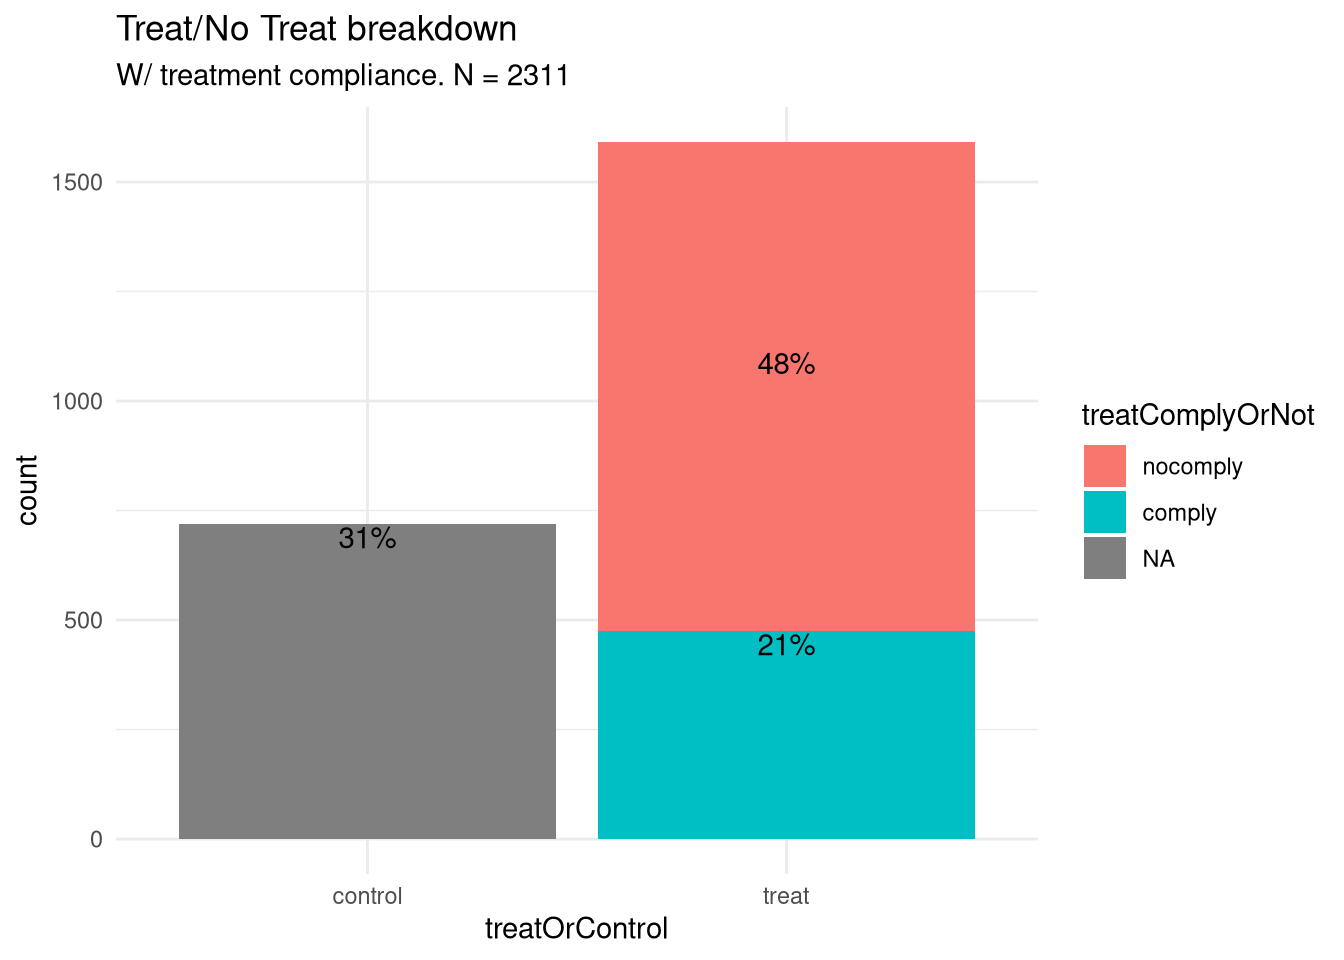 Treat/No Treat breakdown
W/ treatment compliance. N = 2311
1500
1000
500
0
count
48%
31%
21%
control
treat
treatOrControl
treatComplyOrNot
nocomply
comply
NA